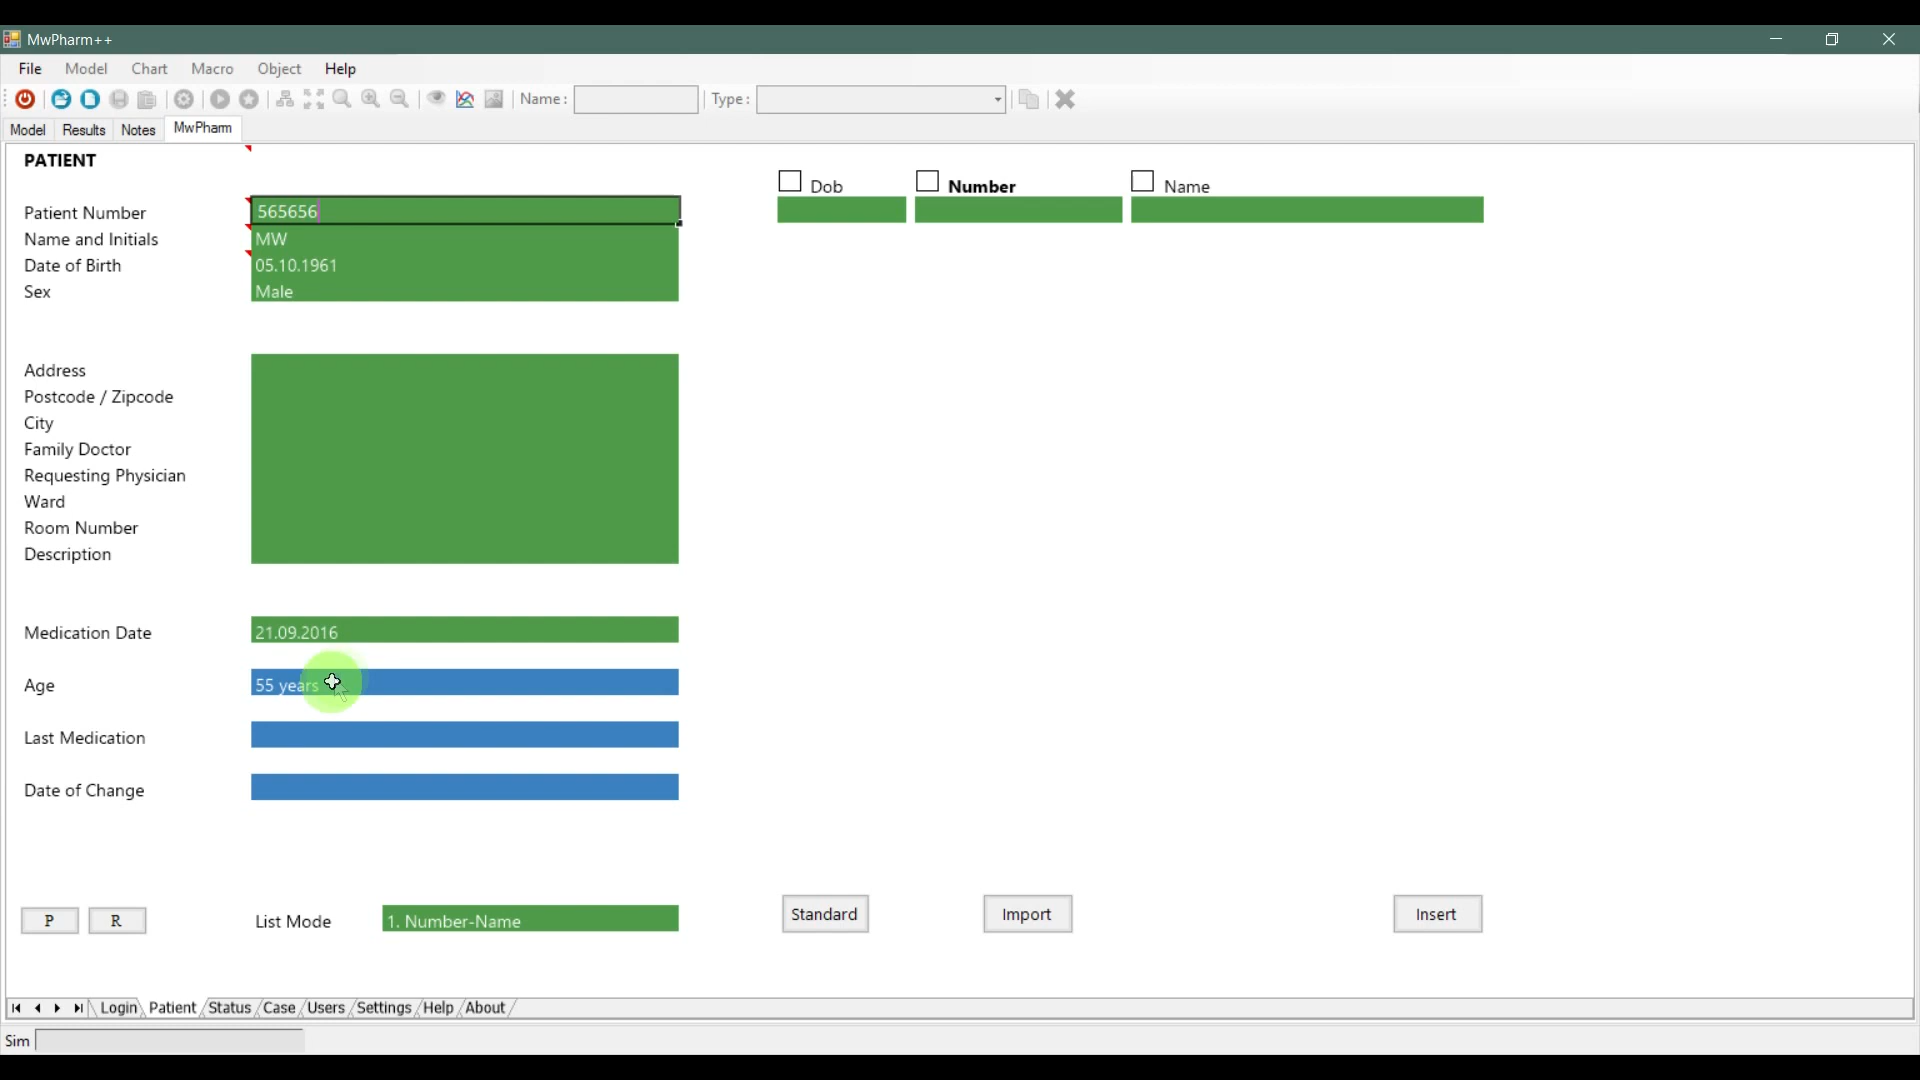 MwPharm++
File Model Chart Macro Object Help
Name: Type:
Model Results Notes MwPharm
PATIENT
Dob Number Name
Patient Number 565656
Name and Initials MW
Date of Birth 05.10.1961
Sex Male
Address
Postcode / Zipcode
City
Family Doctor
Requesting Physician
Ward
Room Number
Description
Medication Date 21.09.2016
Age 55 years
Last Medication
Date of Change
P R List Mode 1. Number-Name Standard Import Insert
Login Patient Status Case Users Settings Help About
Sim